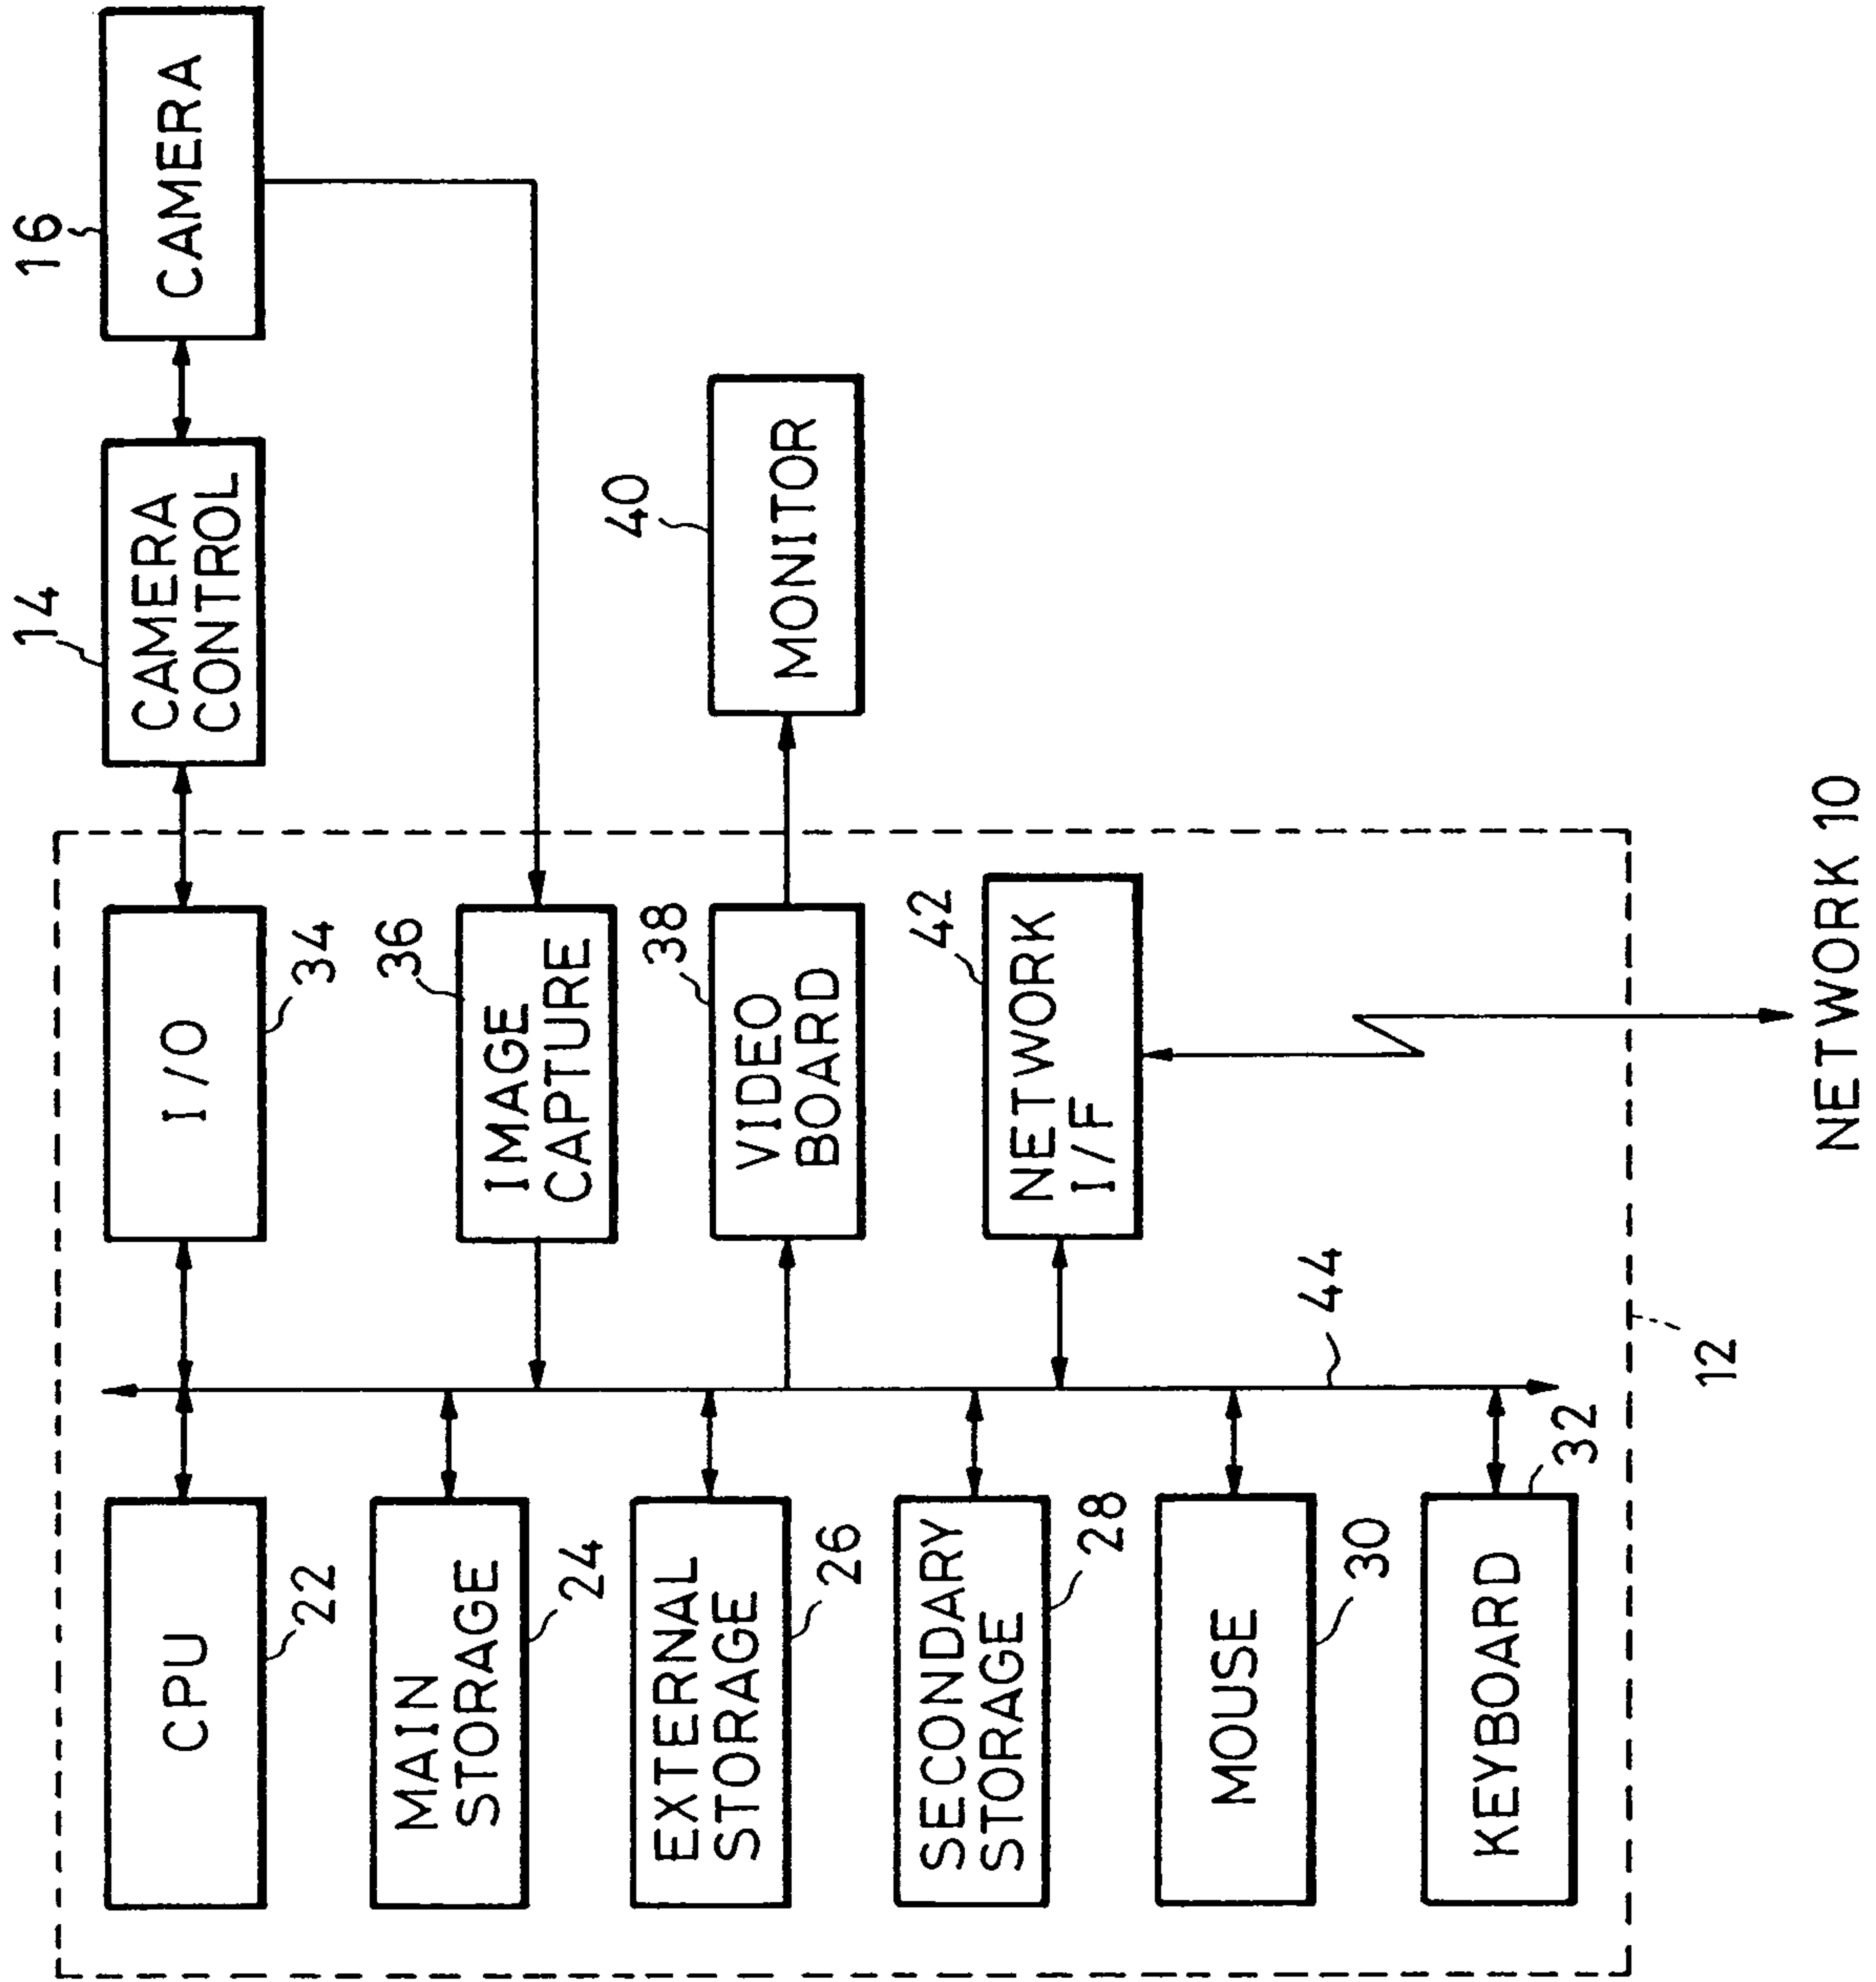 CPU
22
MAIN
STORAGE
24
EXTERNAL
STORAGE
26
SECONDARY
STORAGE
28
MOUSE
30
KEYBOARD
32
I/O
34
IMAGE
CAPTURE
36
VIDEO
BOARD
38
NETWORK
I/F
42
44
12
CAMERA
CONTROL
14
CAMERA
16
MONITOR
40
NETWORK 10